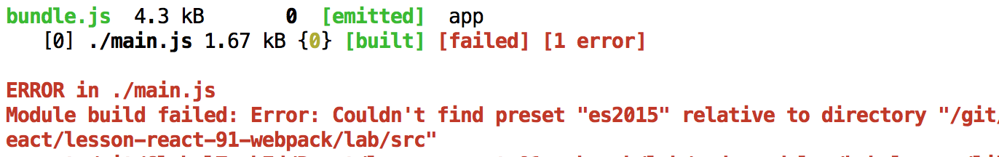 bundle.js  4.3 kB       0  [emitted]  app
   [0] ./main.js 1.67 kB {0} [built] [failed] [1 error]
ERROR in ./main.js
Module build failed: Error: Couldn't find preset "es2015" relative to directory "/git/
eact/lesson-react-91-webpack/lab/src"